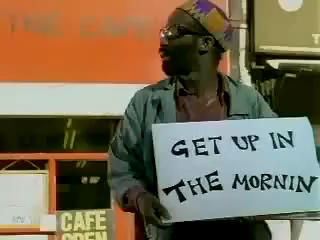 THE CAFE
GET UP IN
THE MORNIN
CAFE
OPEN